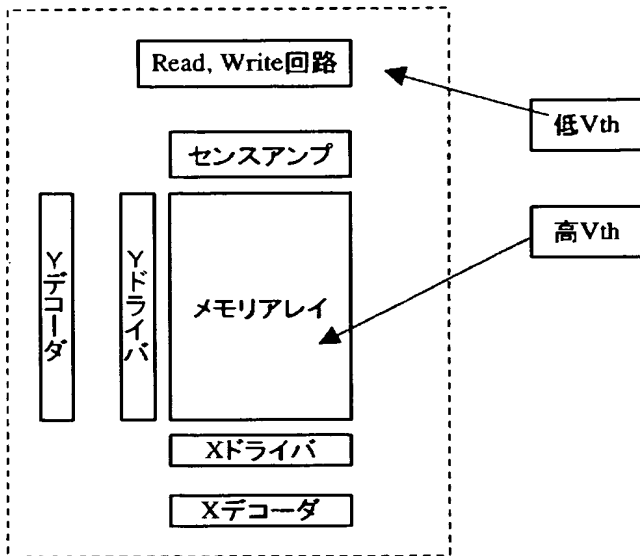 Read, Write回路
低Vth
センスアンプ
高Vth
Yデコーダ
Yドライバ
メモリアレイ
Xドライバ
Xデコーダ